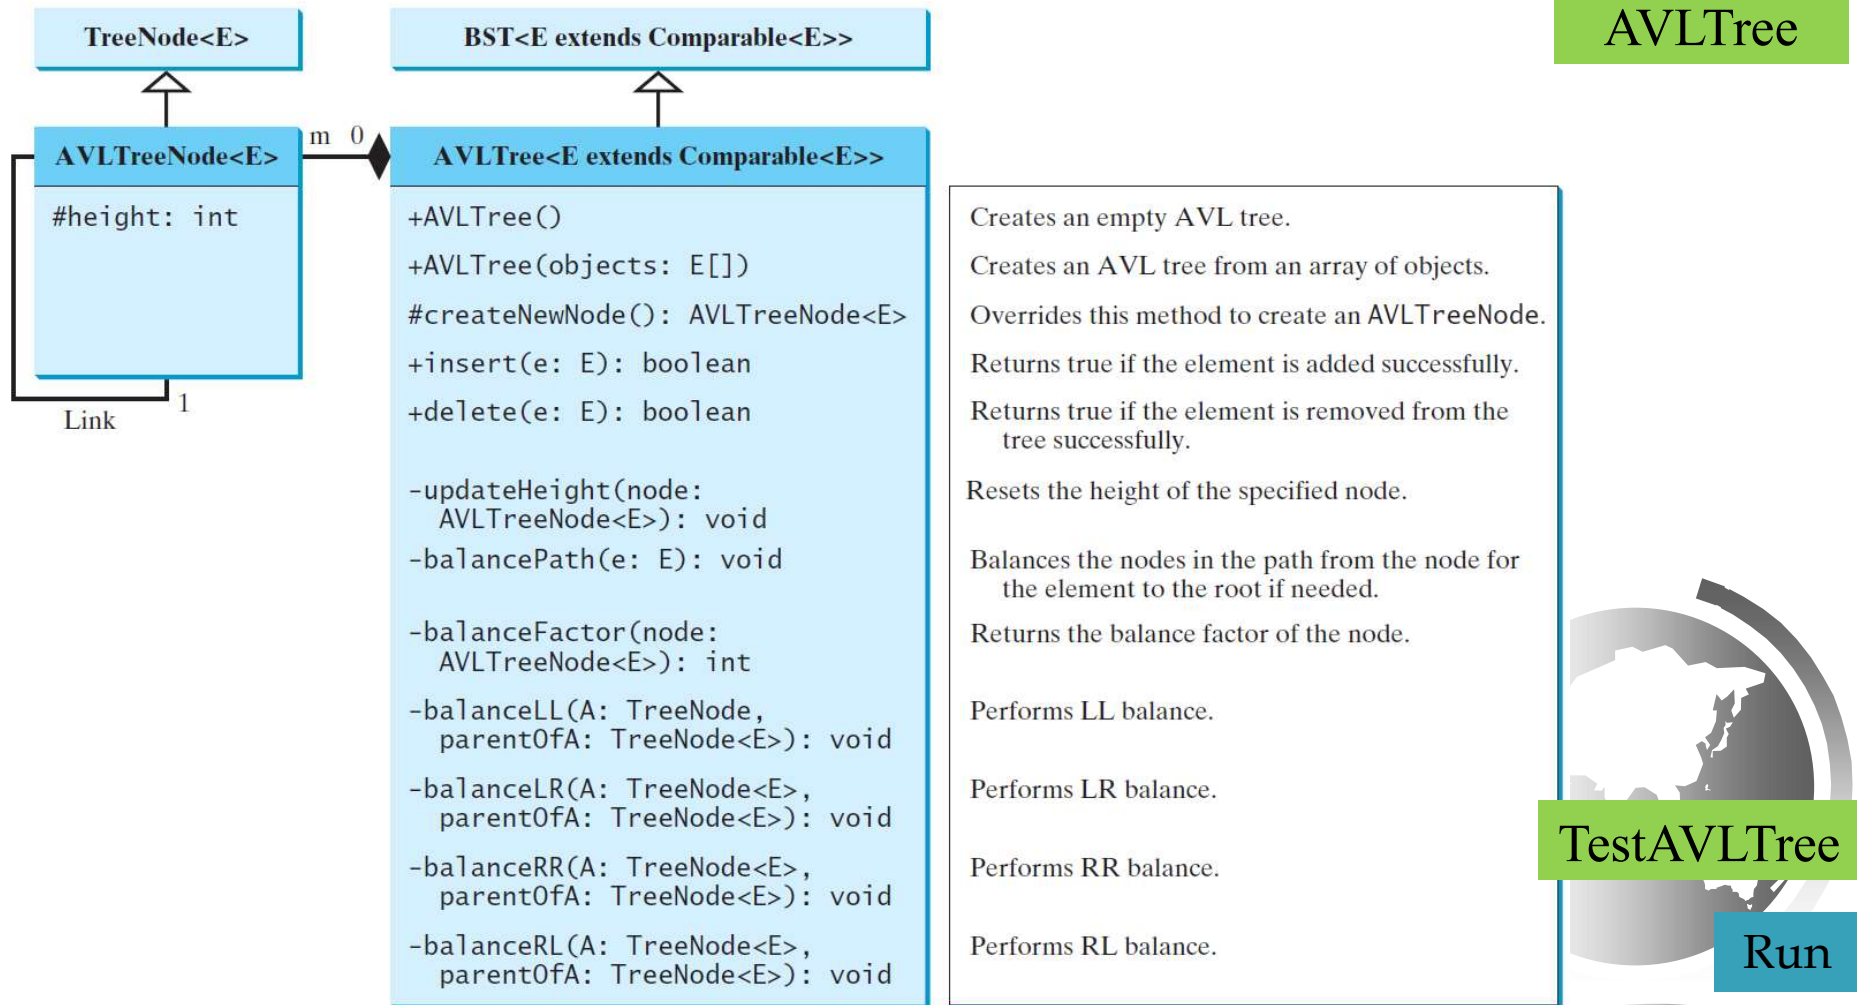 AVLTree
TreeNode<E>
BST<E extends Comparable<E>>
m 0
AVLTreeNode<E>
#height: int
1
Link
AVLTree<E extends Comparable<E>>
+AVLTree()
Creates an empty AVL tree.
+AVLTree(objects: E[])
Creates an AVL tree from an array of objects.
#createNewNode(): AVLTreeNode<E>
Overrides this method to create an AVLTreeNode.
+insert(e: E): boolean
Returns true if the element is added successfully.
+delete(e: E): boolean
Returns true if the element is removed from the
tree successfully.
-updateHeight(node:
AVLTreeNode<E>): void
Resets the height of the specified node.
-balancePath(e: E): void
Balances the nodes in the path from the node for
the element to the root if needed.
-balanceFactor(node:
AVLTreeNode<E>): int
Returns the balance factor of the node.
-balanceLL(A: TreeNode,
parentOfA: TreeNode<E>): void
Performs LL balance.
-balanceLR(A: TreeNode<E>,
parentOfA: TreeNode<E>): void
Performs LR balance.
-balanceRR(A: TreeNode<E>,
parentOfA: TreeNode<E>): void
Performs RR balance.
-balanceRL(A: TreeNode<E>,
parentOfA: TreeNode<E>): void
Performs RL balance.
TestAVLTree
Run